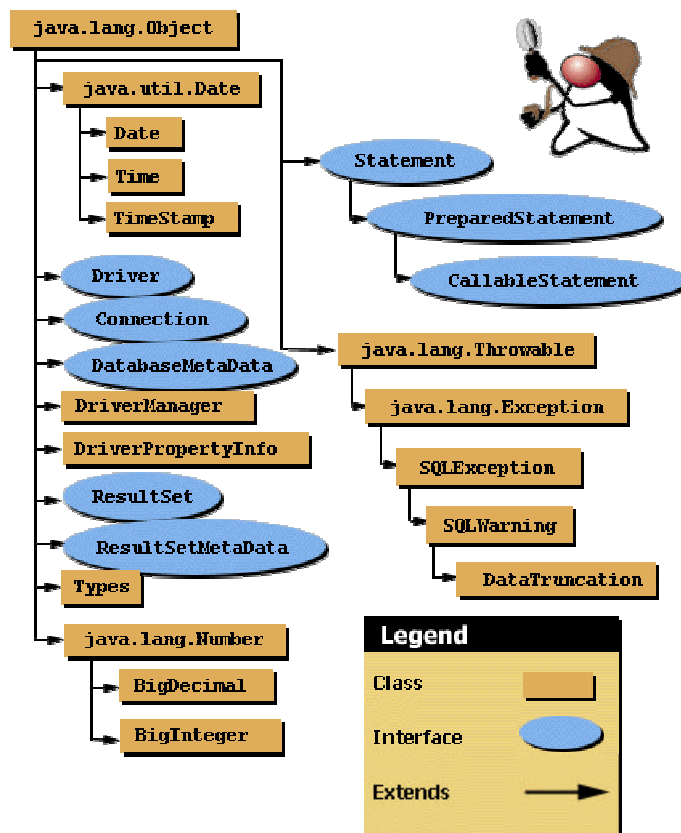 java.lang.Object
java.util.Date
Date
Time
TimeStamp
Statement
PreparedStatement
CallableStatement
Driver
Connection
DatabaseMetaData
DriverManager
DriverPropertyInfo
ResultSet
ResultSetMetaData
Types
java.lang.Number
BigDecimal
BigInteger
java.lang.Throwable
java.lang.Exception
SQLException
SQLWarning
DataTruncation
Legend
Class
Interface
Extends